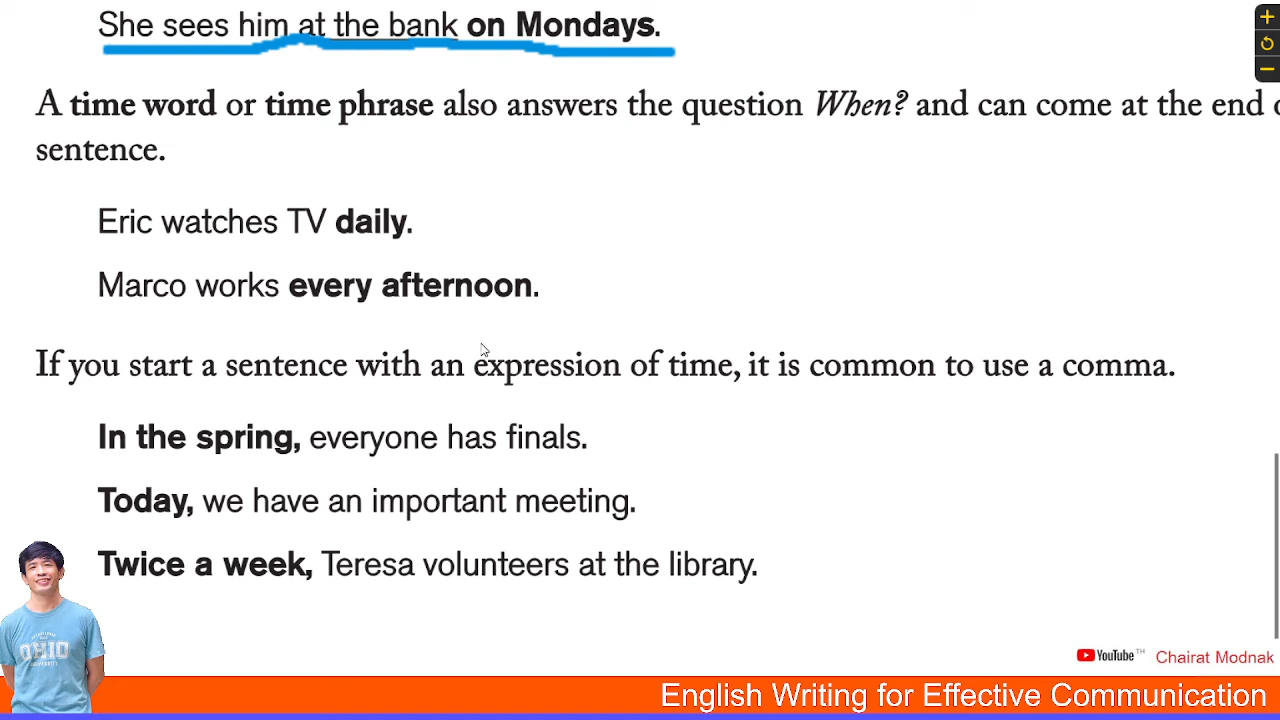 She sees him at the bank on Mondays.
A time word or time phrase also answers the question When? and can come at the end
sentence.
Eric watches TV daily.
Marco works every afternoon.
If you start a sentence with an expression of time, it is common to use a comma.
In the spring, everyone has finals.
Today, we have an important meeting.
Twice a week, Teresa volunteers at the library.
OHIO
UNIVERSITY
YouTube TH Chairat Modnak
English Writing for Effective Communication